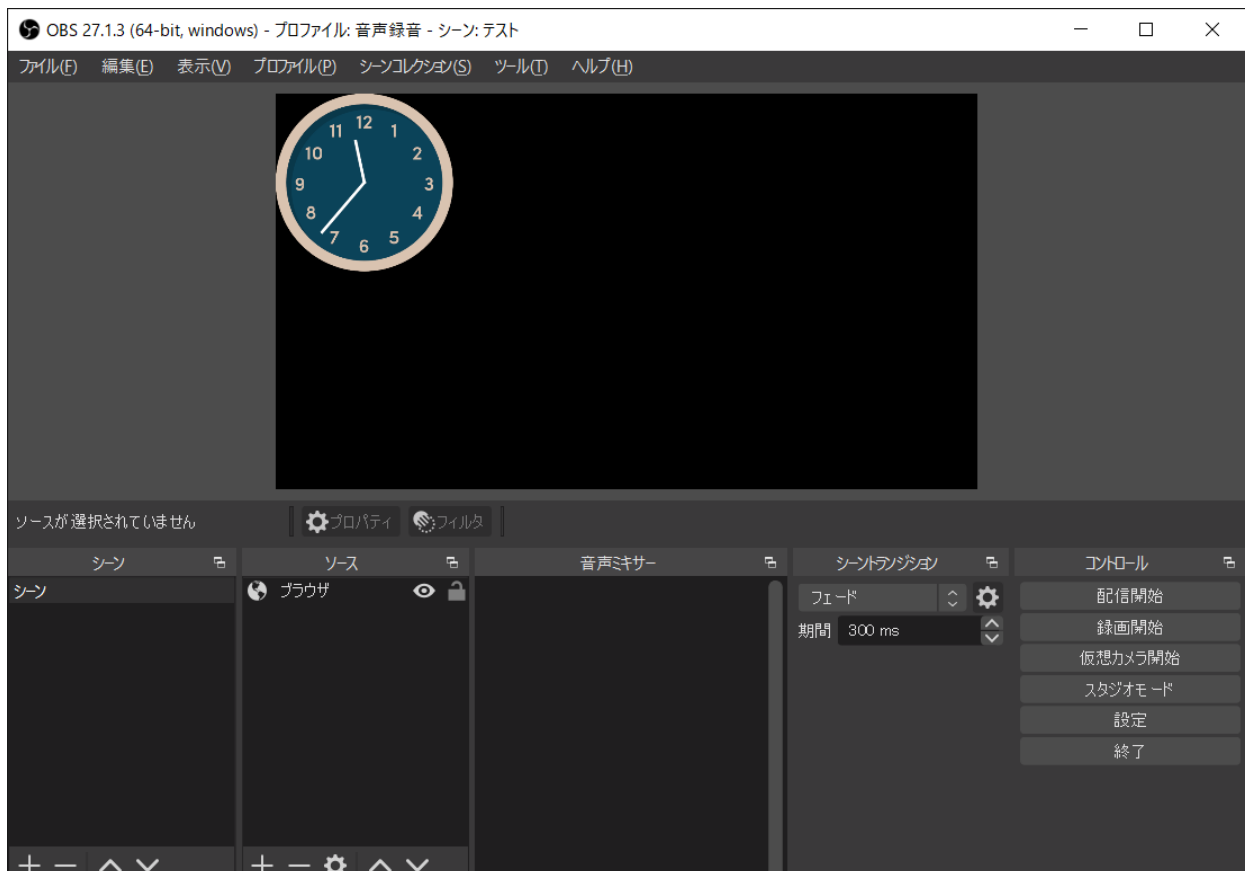 OBS 27.1.3 (64-bit, windows) - プロファイル: 音声録音 - シーン: テスト
ファイル(F) 編集(E) 表示(V) プロファイル(P) シーンコレクション(S) ツール(T) ヘルプ(H)
12
11 1
10 2
9 3
8 4
7 5
6
ソースが選択されていません プロパティ フィルタ
シーン ソース 音声ミキサー シーントランジション コントロール
シーン ブラウザ フェード 配信開始
期間 300 ms 録画開始
仮想カメラ開始
スタジオモード
設定
終了